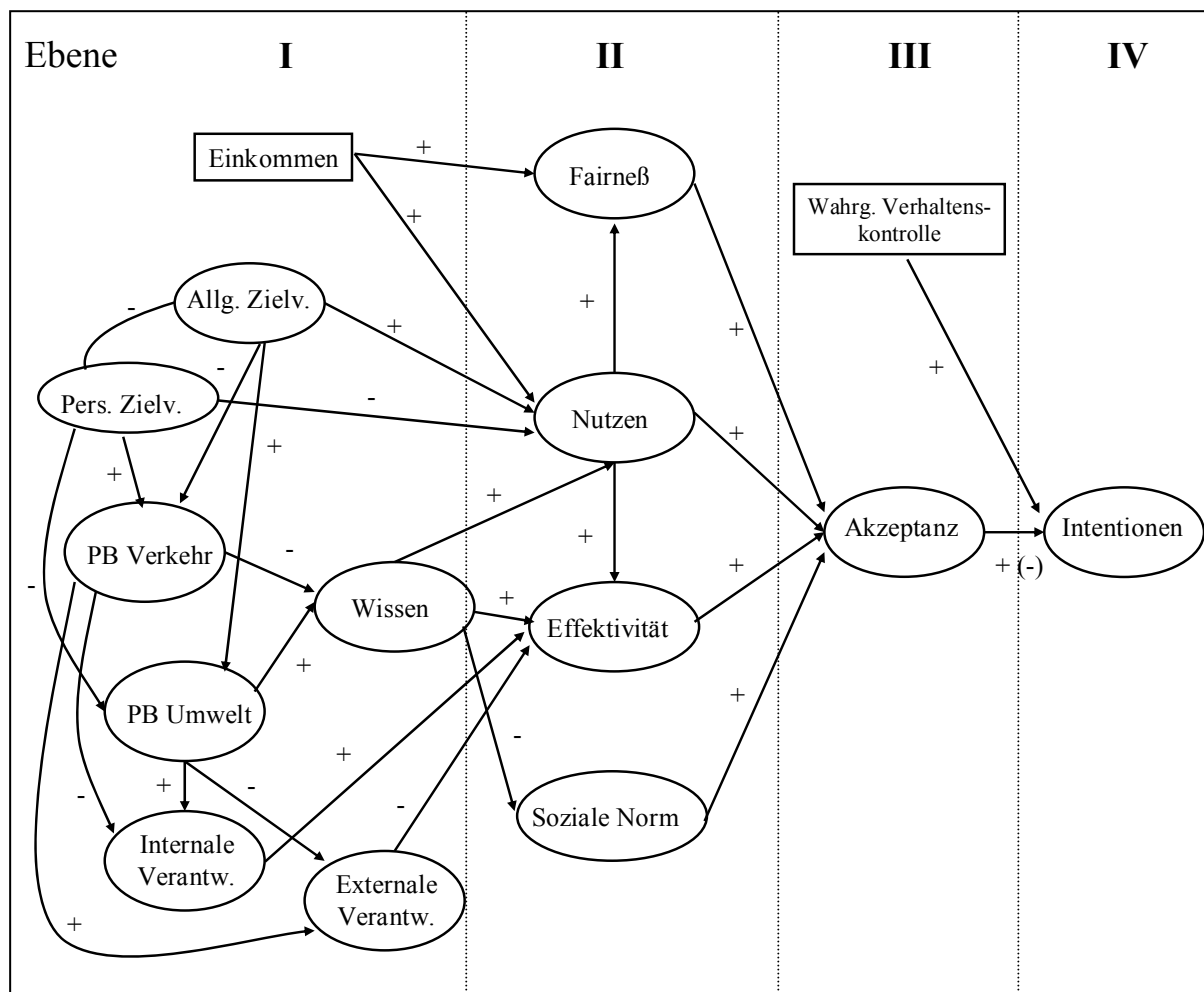 Ebene I II III IV
+
Einkommen
Fairneß
Wahrg. Verhaltens-
kontrolle
+
Allg. Zielv.
-
+
+
+
+
-
Pers. Zielv.
-
Nutzen
+
+
+
+
+
Akzeptanz
Intentionen
PB Verkehr
-
+
+ (-)
+
-
Wissen
+
Effektivität
+
PB Umwelt
+
-
+
+
-
-
-
Soziale Norm
Internale
Verantw.
Externale
Verantw.
+